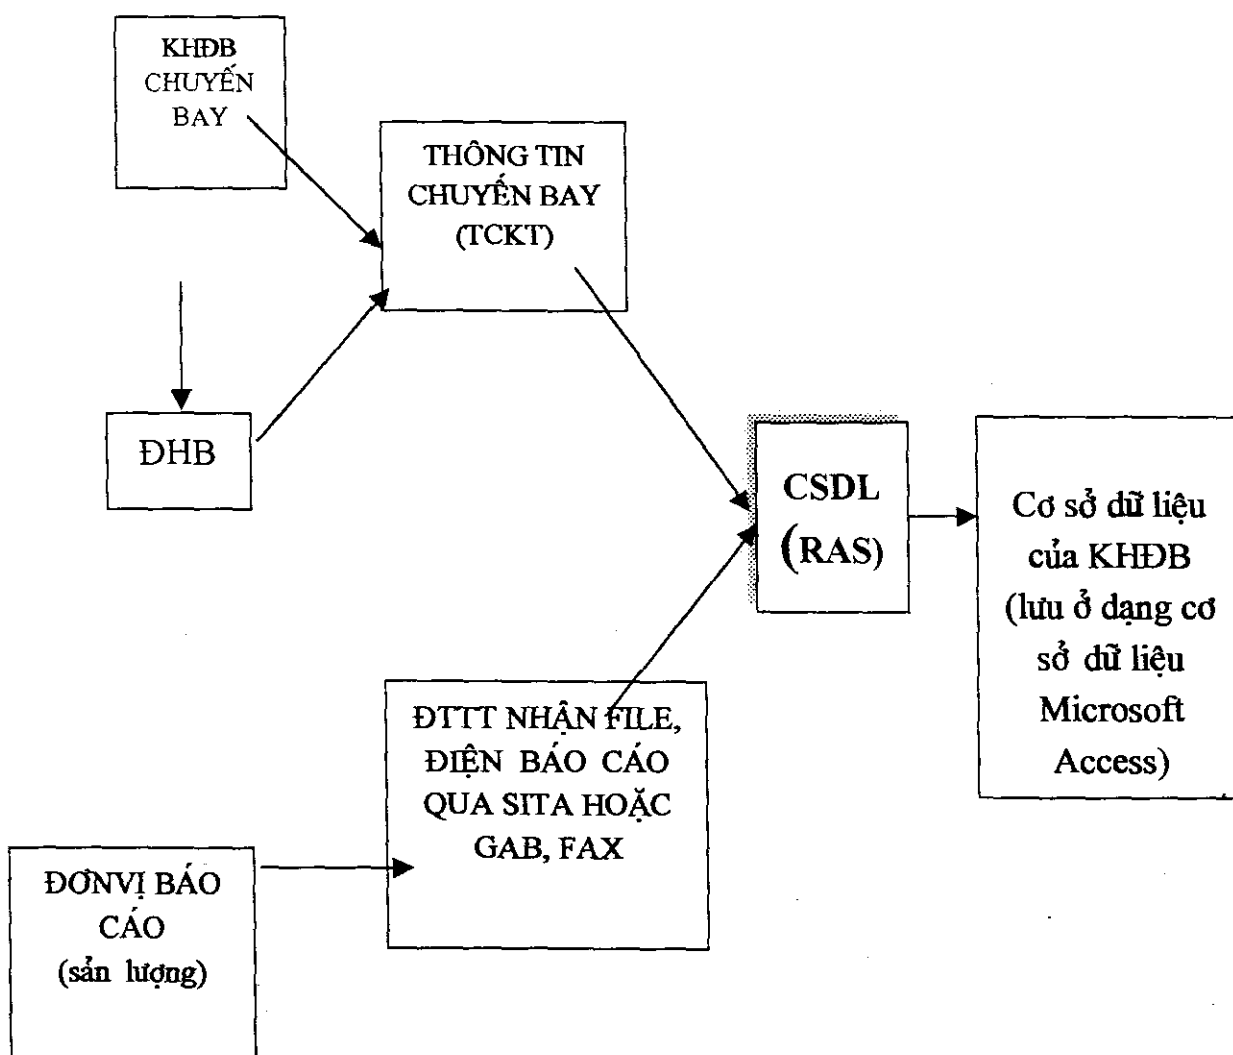 KHĐB
CHUYẾN
BAY
THÔNG TIN
CHUYẾN BAY
(TCKT)
ĐHB
CSDL
(RAS)
Cơ sở dữ liệu
của KHĐB
(lưu ở dạng cơ
sở dữ liệu
Microsoft
Access)
ĐTTT NHẬN FILE,
ĐIỆN BÁO CÁO
QUA SITA HOẶC
GAB, FAX
ĐƠNVỊ BÁO
CÁO
(sản lượng)